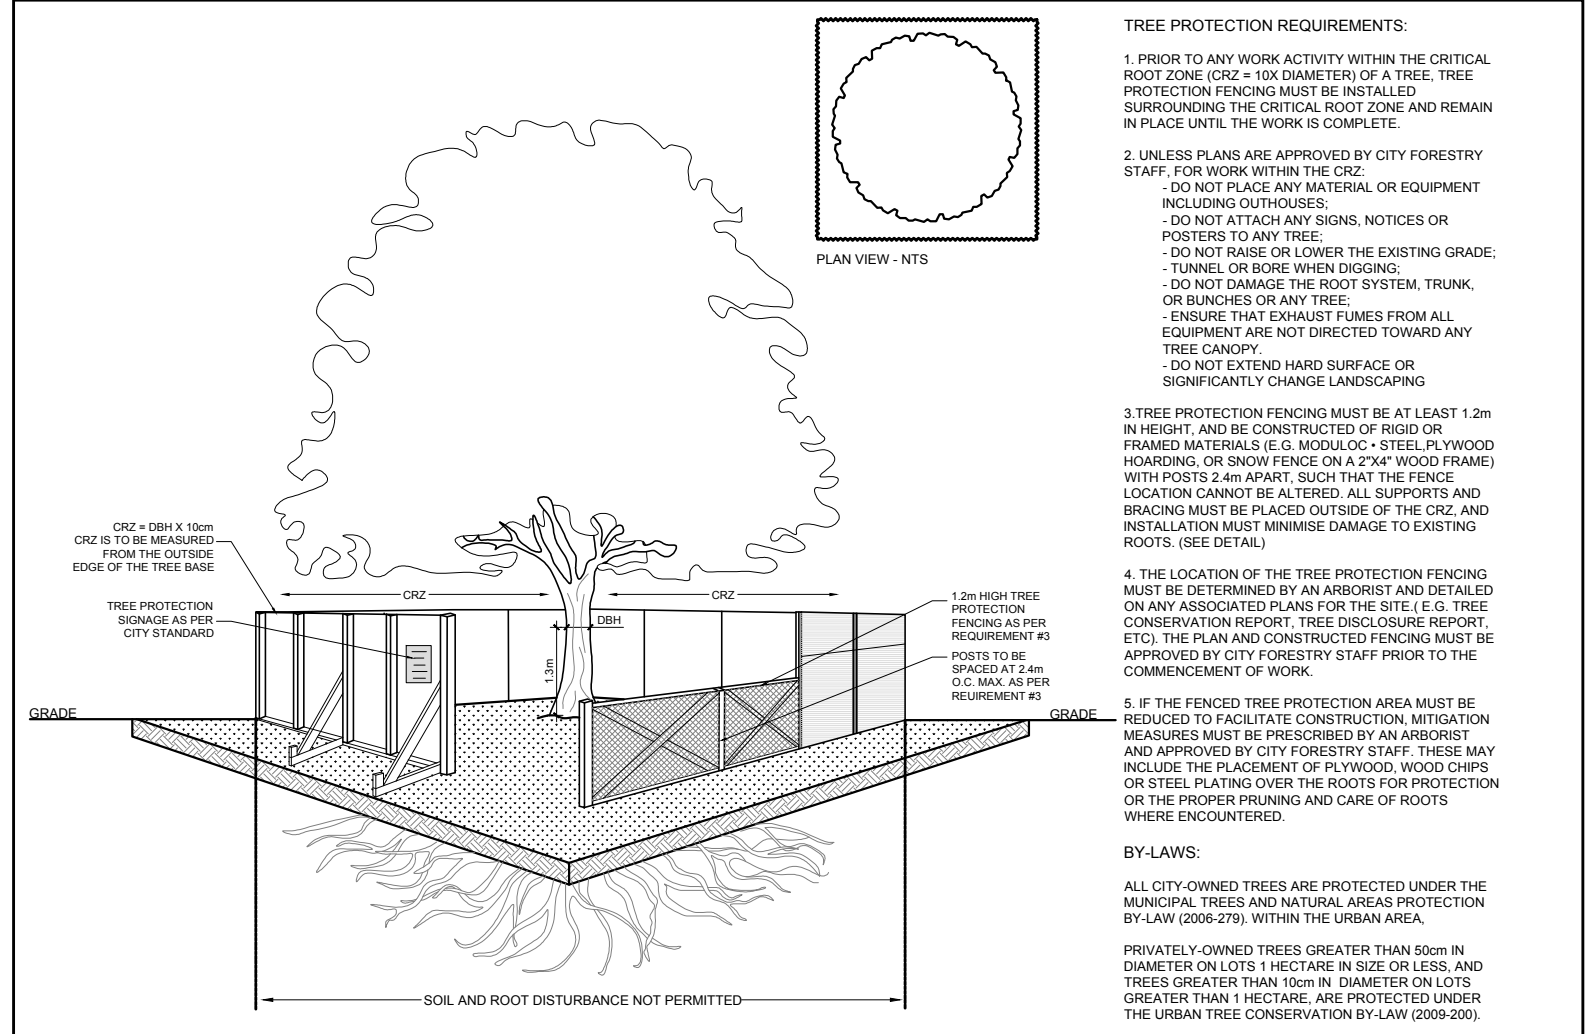 PLAN VIEW - NTS
CRZ = DBH X 10cm
CRZ IS TO BE MEASURED
FROM THE OUTSIDE
EDGE OF THE TREE BASE
TREE PROTECTION
SIGNAGE AS PER
CITY STANDARD
CRZ
CRZ
DBH
1.3m
1.2m HIGH TREE
PROTECTION
FENCING AS PER
REQUIREMENT #3
POSTS TO BE
SPACED AT 2.4m
O.C. MAX. AS PER
REUIREMENT #3
GRADE
GRADE
SOIL AND ROOT DISTURBANCE NOT PERMITTED
TREE PROTECTION REQUIREMENTS:
1. PRIOR TO ANY WORK ACTIVITY WITHIN THE CRITICAL
ROOT ZONE (CRZ = 10X DIAMETER) OF A TREE, TREE
PROTECTION FENCING MUST BE INSTALLED
SURROUNDING THE CRITICAL ROOT ZONE AND REMAIN
IN PLACE UNTIL THE WORK IS COMPLETE.
2. UNLESS PLANS ARE APPROVED BY CITY FORESTRY
STAFF, FOR WORK WITHIN THE CRZ:
- DO NOT PLACE ANY MATERIAL OR EQUIPMENT
INCLUDING OUTHOUSES;
- DO NOT ATTACH ANY SIGNS, NOTICES OR
POSTERS TO ANY TREE;
- DO NOT RAISE OR LOWER THE EXISTING GRADE;
- TUNNEL OR BORE WHEN DIGGING;
- DO NOT DAMAGE THE ROOT SYSTEM, TRUNK,
OR BUNCHES OR ANY TREE;
- ENSURE THAT EXHAUST FUMES FROM ALL
EQUIPMENT ARE NOT DIRECTED TOWARD ANY
TREE CANOPY.
- DO NOT EXTEND HARD SURFACE OR
SIGNIFICANTLY CHANGE LANDSCAPING
3.TREE PROTECTION FENCING MUST BE AT LEAST 1.2m
IN HEIGHT, AND BE CONSTRUCTED OF RIGID OR
FRAMED MATERIALS (E.G. MODULOC • STEEL,PLYWOOD
HOARDING, OR SNOW FENCE ON A 2"X4" WOOD FRAME)
WITH POSTS 2.4m APART, SUCH THAT THE FENCE
LOCATION CANNOT BE ALTERED. ALL SUPPORTS AND
BRACING MUST BE PLACED OUTSIDE OF THE CRZ, AND
INSTALLATION MUST MINIMISE DAMAGE TO EXISTING
ROOTS. (SEE DETAIL)
4. THE LOCATION OF THE TREE PROTECTION FENCING
MUST BE DETERMINED BY AN ARBORIST AND DETAILED
ON ANY ASSOCIATED PLANS FOR THE SITE.( E.G. TREE
CONSERVATION REPORT, TREE DISCLOSURE REPORT,
ETC). THE PLAN AND CONSTRUCTED FENCING MUST BE
APPROVED BY CITY FORESTRY STAFF PRIOR TO THE
COMMENCEMENT OF WORK.
5. IF THE FENCED TREE PROTECTION AREA MUST BE
REDUCED TO FACILITATE CONSTRUCTION, MITIGATION
MEASURES MUST BE PRESCRIBED BY AN ARBORIST
AND APPROVED BY CITY FORESTRY STAFF. THESE MAY
INCLUDE THE PLACEMENT OF PLYWOOD, WOOD CHIPS
OR STEEL PLATING OVER THE ROOTS FOR PROTECTION
OR THE PROPER PRUNING AND CARE OF ROOTS
WHERE ENCOUNTERED.
BY-LAWS:
ALL CITY-OWNED TREES ARE PROTECTED UNDER THE
MUNICIPAL TREES AND NATURAL AREAS PROTECTION
BY-LAW (2006-279). WITHIN THE URBAN AREA,
PRIVATELY-OWNED TREES GREATER THAN 50cm IN
DIAMETER ON LOTS 1 HECTARE IN SIZE OR LESS, AND
TREES GREATER THAN 10cm IN  DIAMETER ON LOTS
GREATER THAN 1 HECTARE, ARE PROTECTED UNDER
THE URBAN TREE CONSERVATION BY-LAW (2009-200).